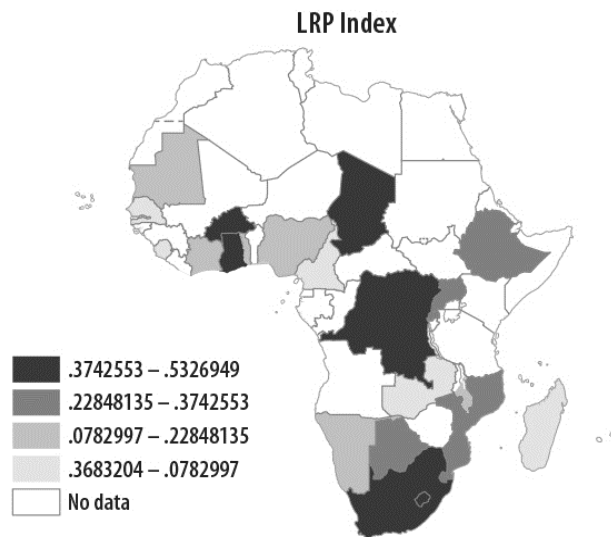 LRP Index
.3742553 – .5326949
.22848135 – .3742553
.0782997 – .22848135
.3683204 – .0782997
No data